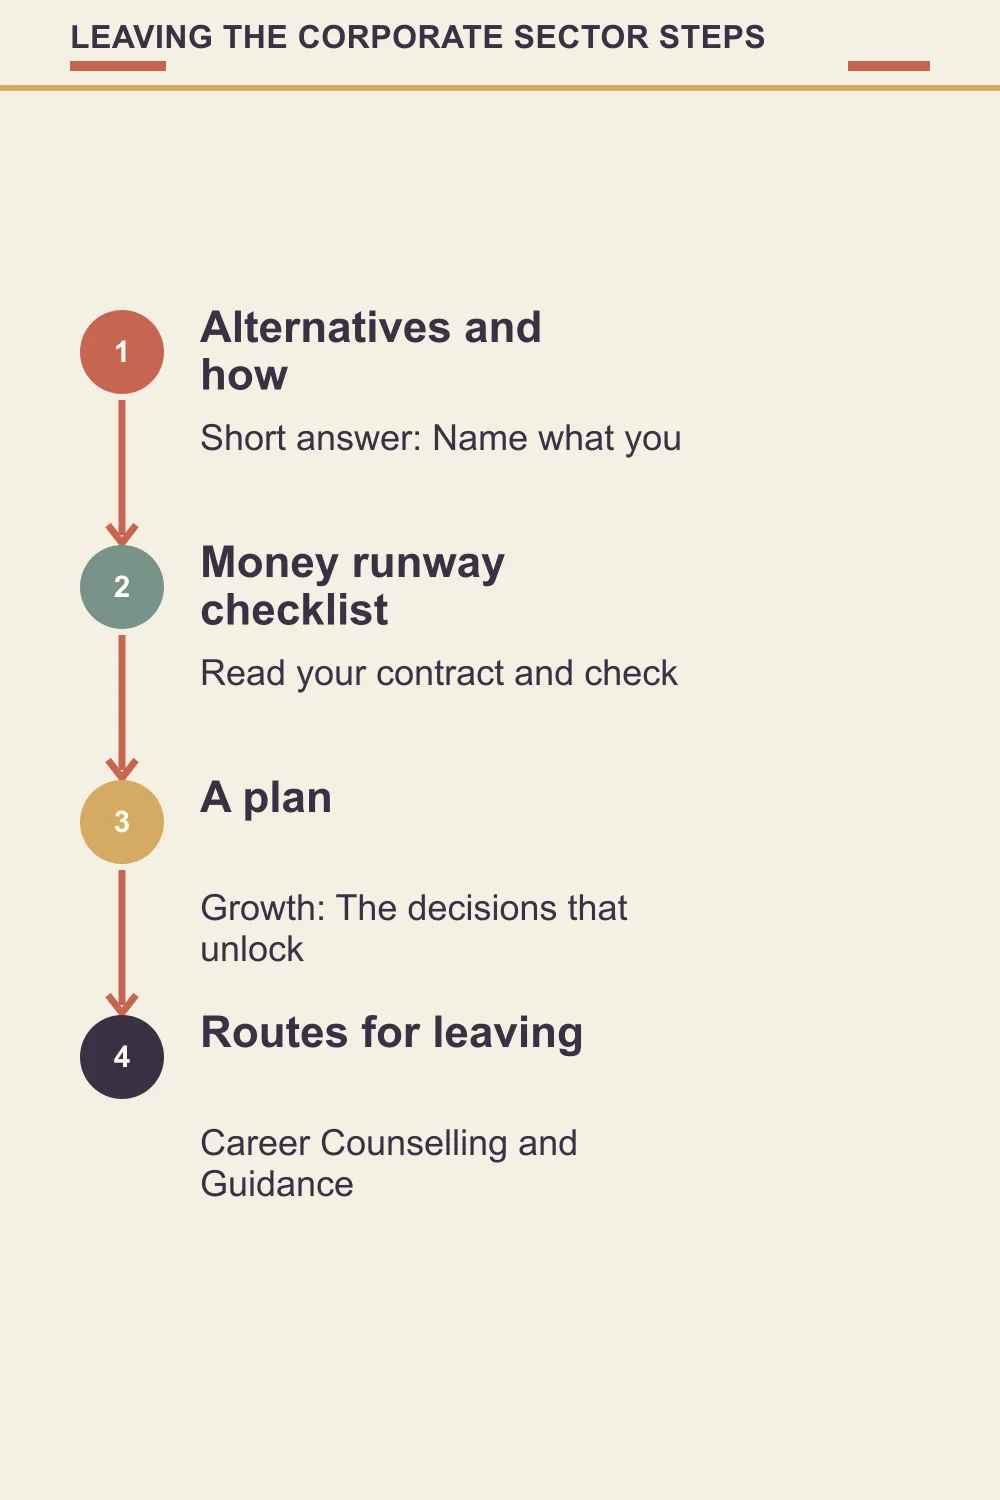 LEAVING THE CORPORATE SECTOR STEPS
1
Alternatives and
how
Short answer: Name what you
2
Money runway
checklist
Read your contract and check
3
A plan
Growth: The decisions that
unlock
4
Routes for leaving
Career Counselling and
Guidance